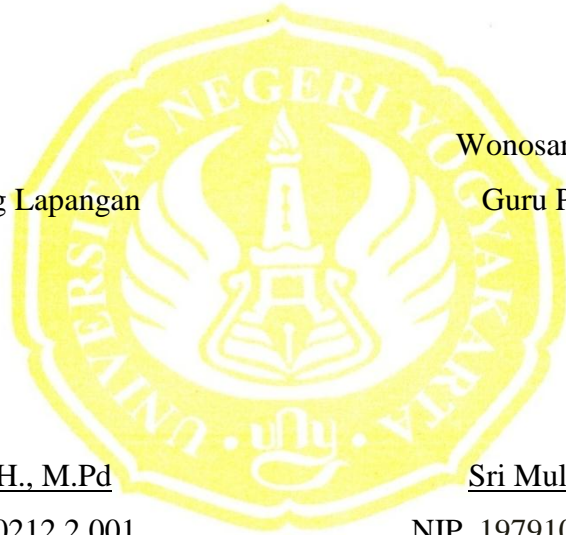 UNIVERSITAS NEGERI YOGYAKARTA
Wonosar
g Lapangan Guru P
uny
H., M.Pd Sri Mul
0212 2 001 NIP. 197910